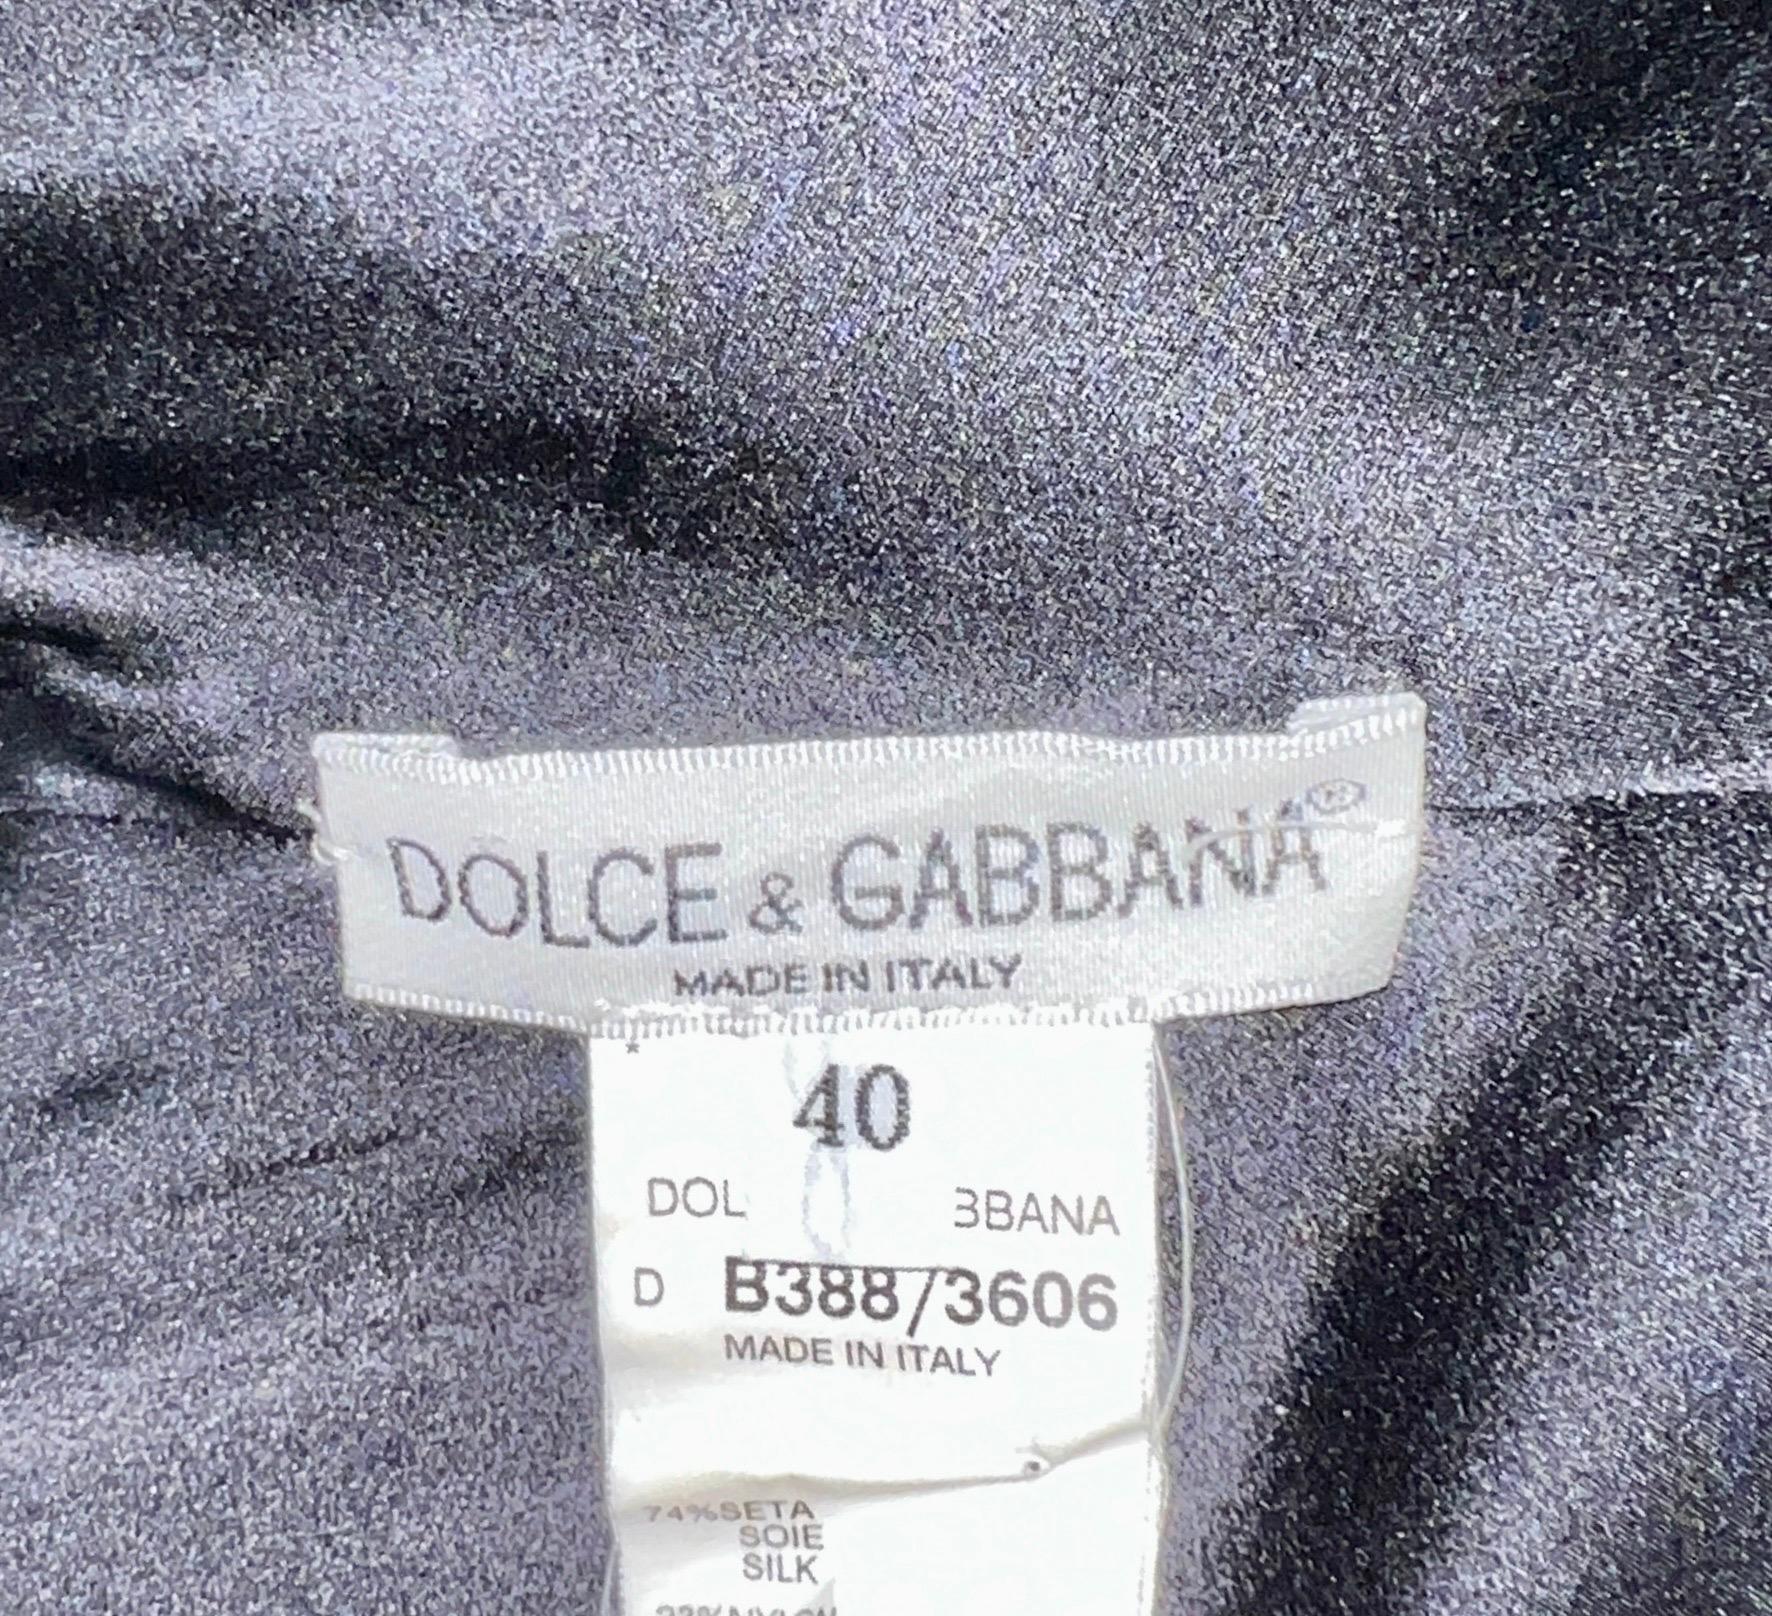 DOLCE & GABBANA®
MADE IN ITALY
*
40
DOL BBANA
D B388/3606
MADE IN ITALY
74%SETA
SOIE
SILK